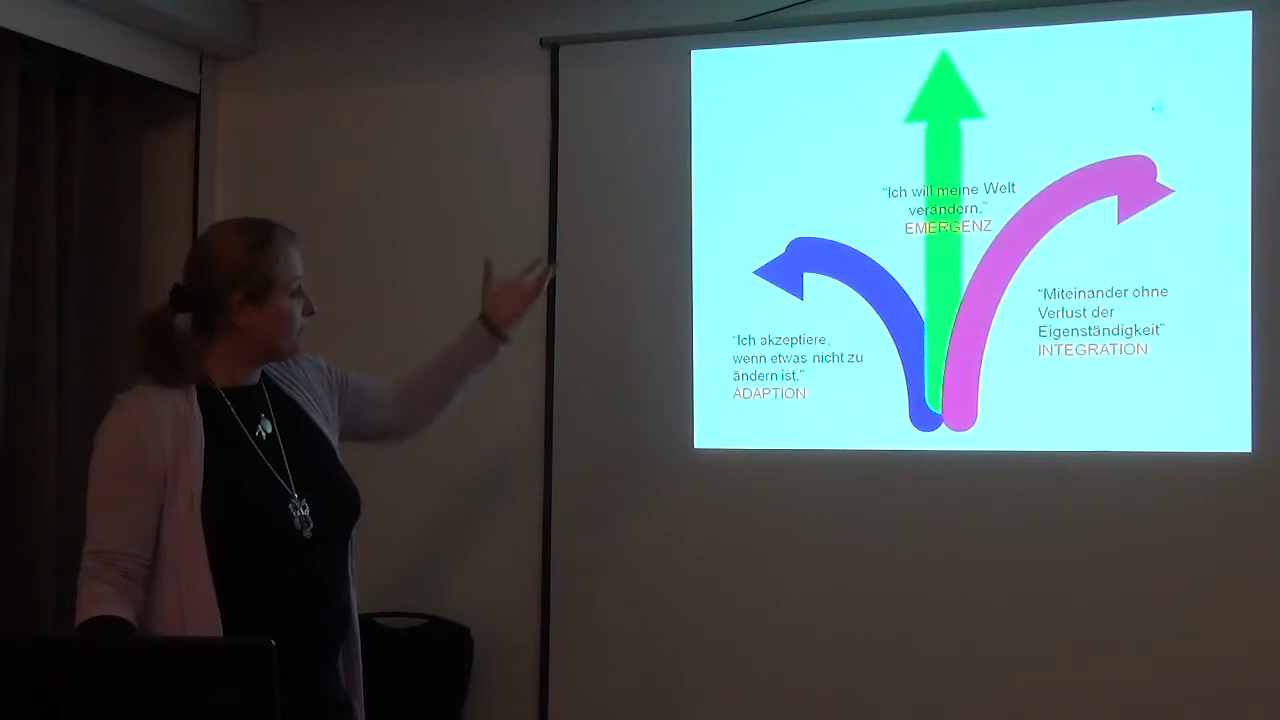 "Ich will meine Welt
verändern."
EMERGENZ
"Miteinander ohne
Verlust der
Eigenständigkeit"
INTEGRATION
"Ich akzeptiere,
wenn etwas nicht zu
ändern ist."
ADAPTION